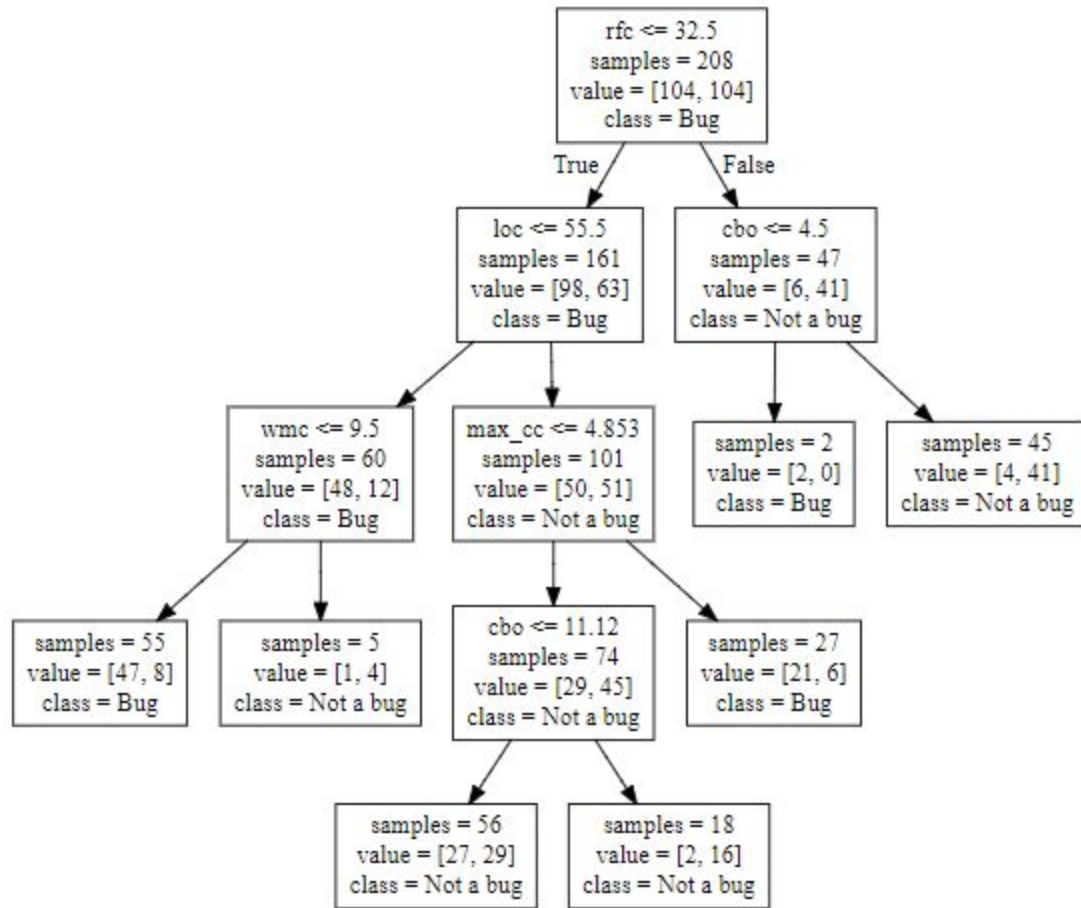 rfc <= 32.5
samples = 208
value = [104, 104]
class = Bug
True
False
loc <= 55.5
samples = 161
value = [98, 63]
class = Bug
cbo <= 4.5
samples = 47
value = [6, 41]
class = Not a bug
wmc <= 9.5
samples = 60
value = [48, 12]
class = Bug
max_cc <= 4.853
samples = 101
value = [50, 51]
class = Not a bug
samples = 2
value = [2, 0]
class = Bug
samples = 45
value = [4, 41]
class = Not a bug
samples = 55
value = [47, 8]
class = Bug
samples = 5
value = [1, 4]
class = Not a bug
cbo <= 11.12
samples = 74
value = [29, 45]
class = Not a bug
samples = 27
value = [21, 6]
class = Bug
samples = 56
value = [27, 29]
class = Not a bug
samples = 18
value = [2, 16]
class = Not a bug